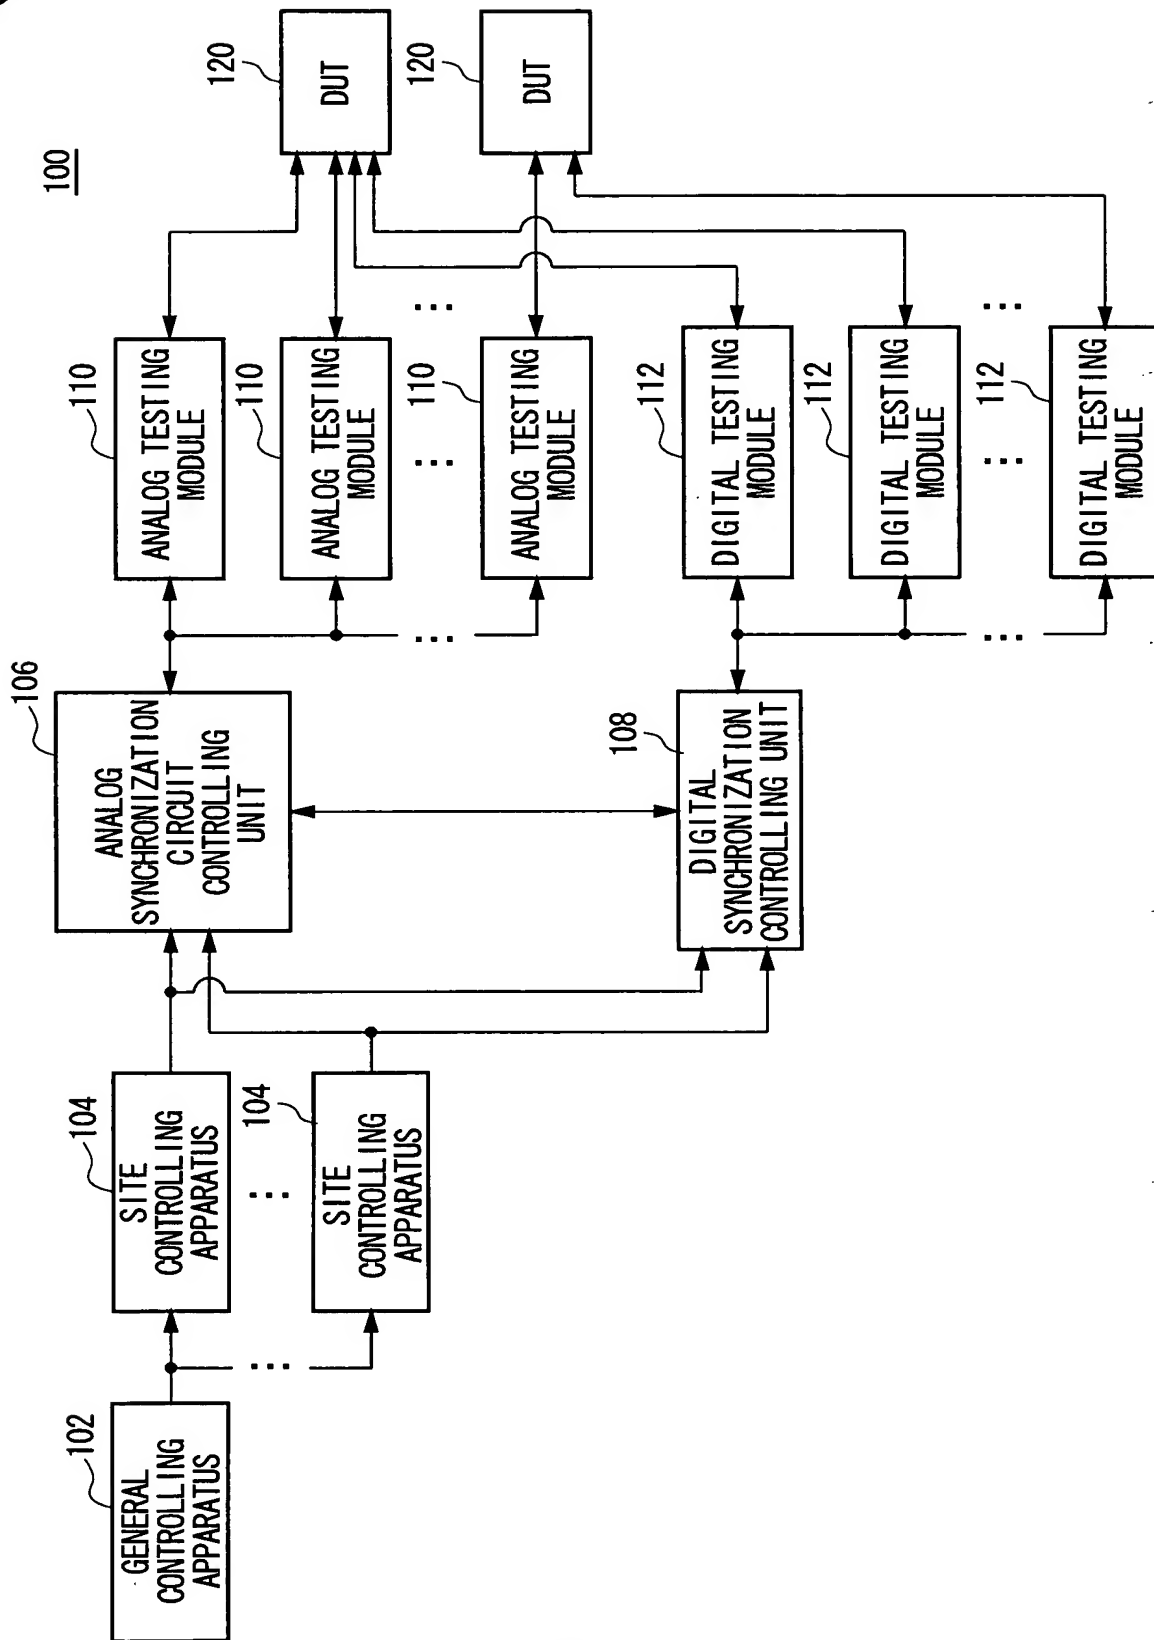 100
102
GENERAL
CONTROLLING
APPARATUS
104
SITE
CONTROLLING
APPARATUS
...
104
SITE
CONTROLLING
APPARATUS
...
106
ANALOG
SYNCHRONIZATION
CIRCUIT
CONTROLLING
UNIT
108
DIGITAL
SYNCHRONIZATION
CONTROLLING UNIT
110
ANALOG TESTING
MODULE
110
ANALOG TESTING
MODULE
...
...
...
110
ANALOG TESTING
MODULE
112
DIGITAL TESTING
MODULE
112
DIGITAL TESTING
MODULE
...
...
...
112
DIGITAL TESTING
MODULE
120
DUT
120
DUT